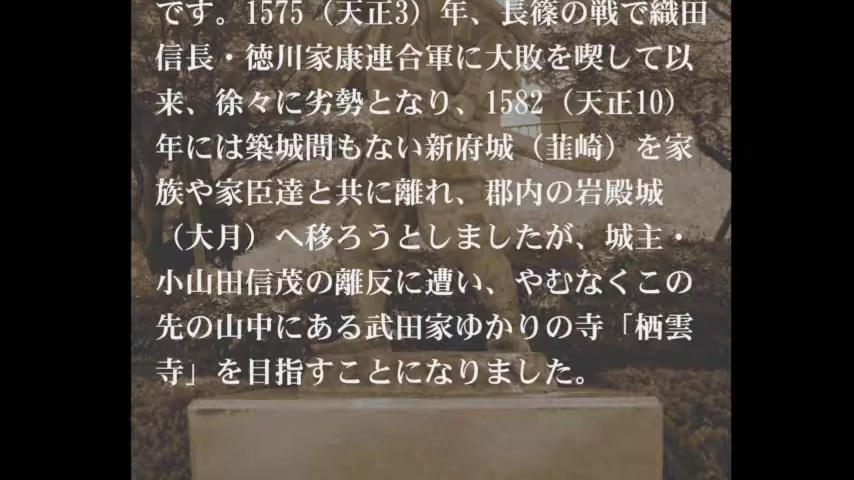 です。1575（天正3）年、長篠の戦で織田
信長・徳川家康連合軍に大敗を喫して以
来、徐々に劣勢となり、1582（天正10）
年には築城間もない新府城（韮崎）を家
族や家臣達と共に離れ、郡内の岩殿城
（大月）へ移ろうとしましたが、城主・
小山田信茂の離反に遭い、やむなくこの
先の山中にある武田家ゆかりの寺「栖雲
寺」を目指すことになりました。